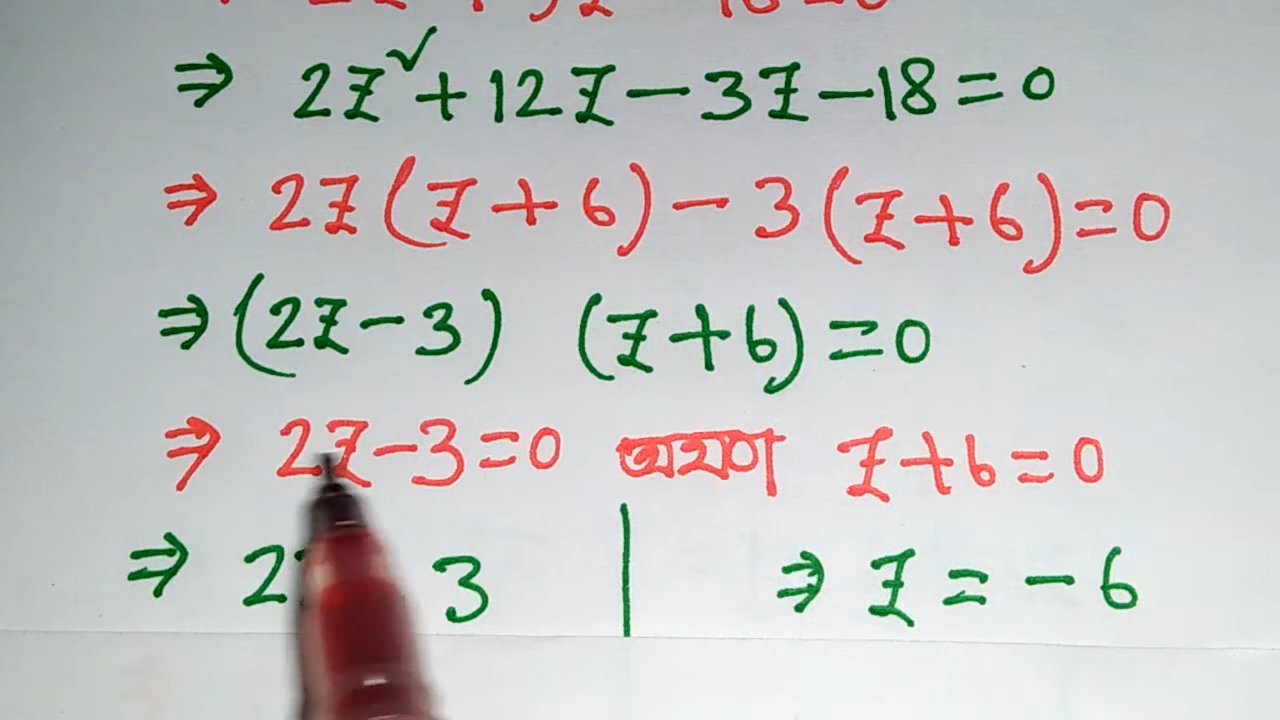 ⇒ 2z² + 12z - 3z - 18 = 0
⇒ 2z(z + 6) - 3(z + 6) = 0
⇒ (2z - 3) (z + 6) = 0
⇒ 2z - 3 = 0 অথবা z + 6 = 0
⇒ 2 3 | ⇒ z = - 6